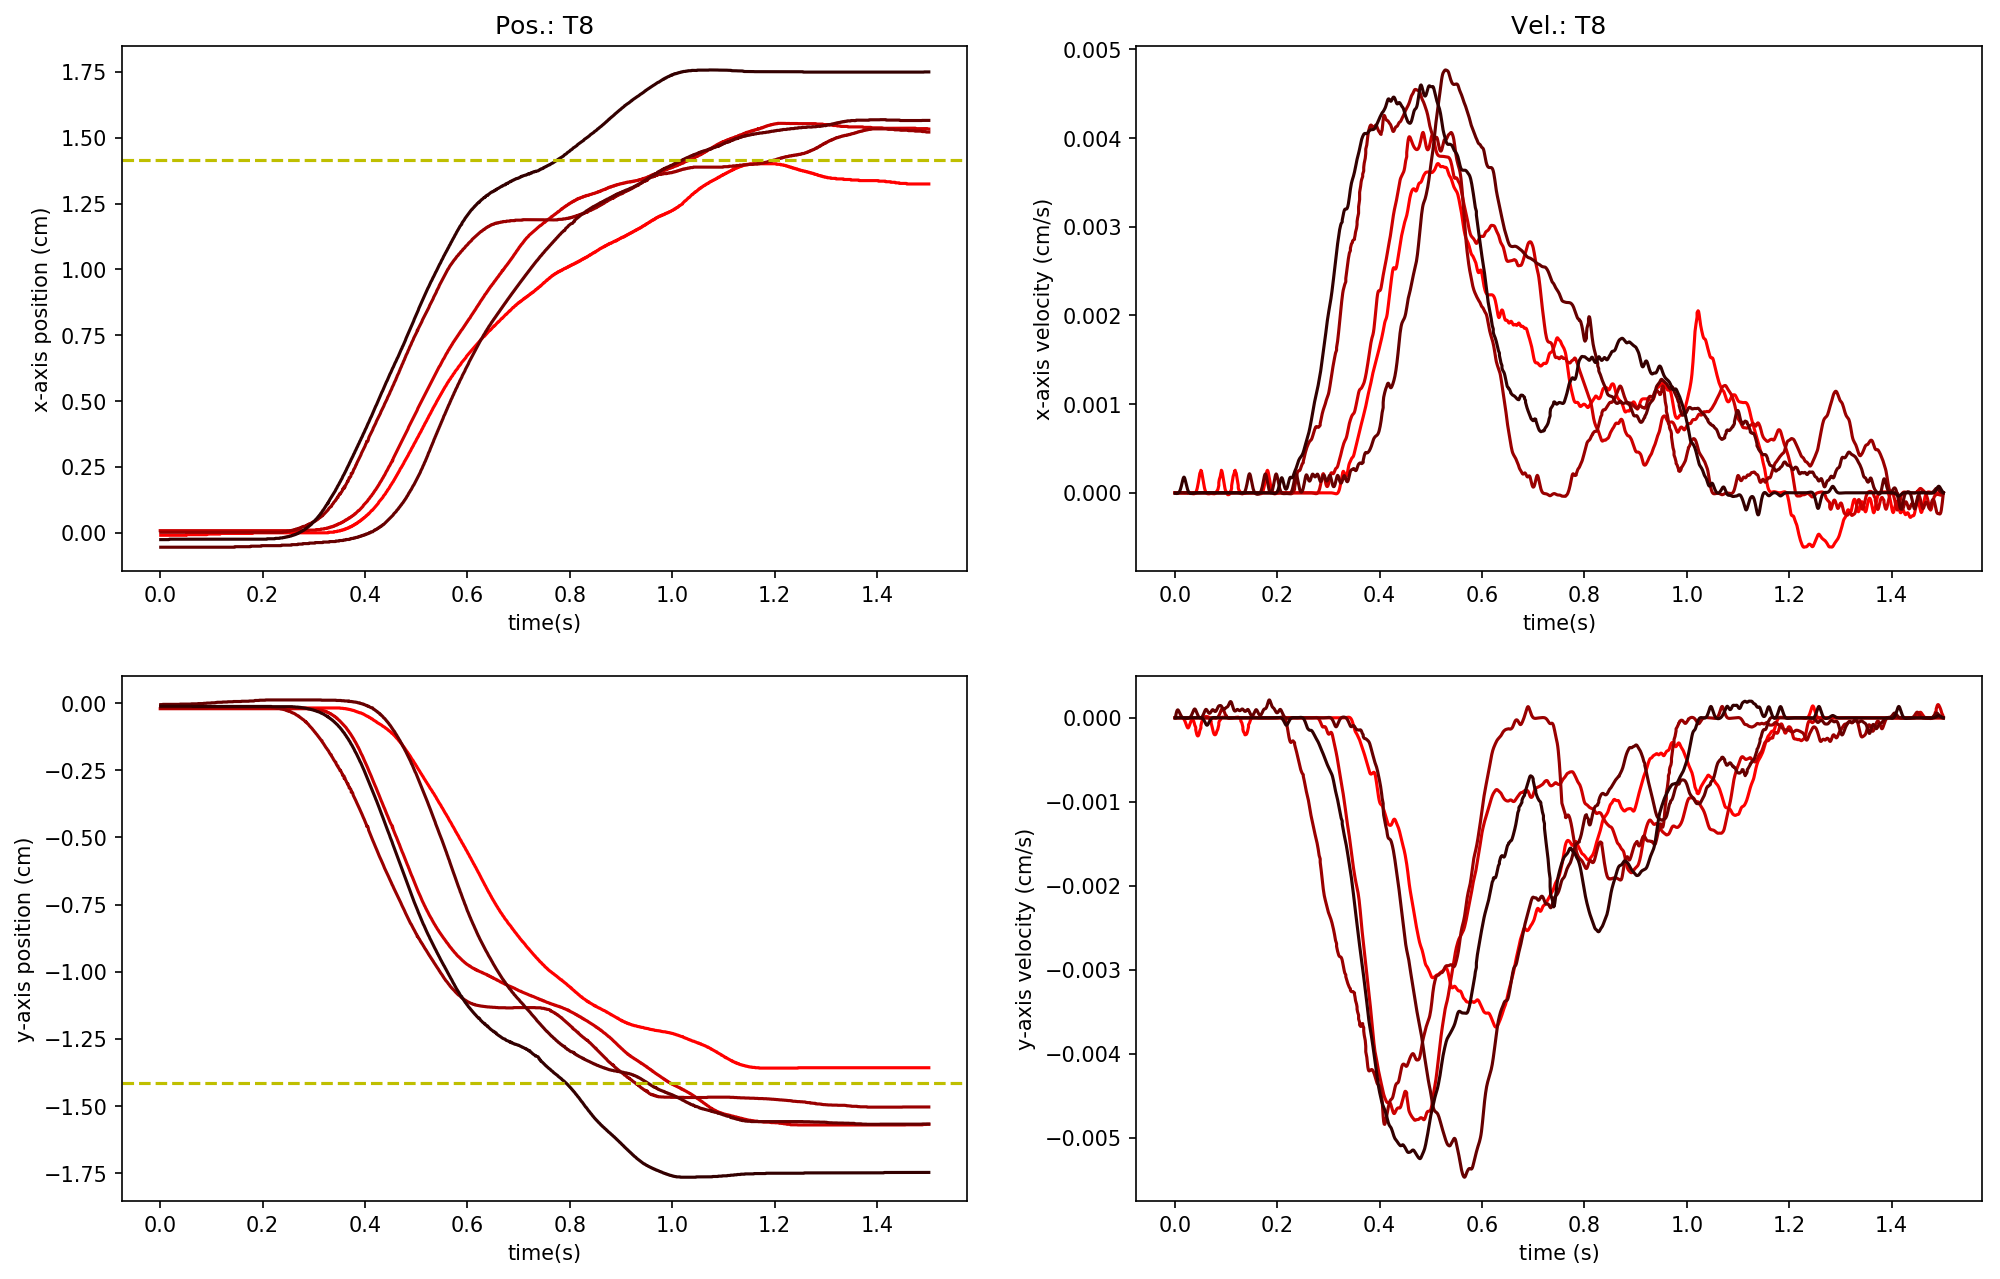 Pos.: T8
1.75
1.50
1.25
1.00
0.75
0.50
0.25
0.00
x-axis position (cm)
0.0 0.2 0.4 0.6 0.8 1.0 1.2 1.4
time(s)
Vel.: T8
0.005
0.004
0.003
0.002
0.001
0.000
x-axis velocity (cm/s)
0.0 0.2 0.4 0.6 0.8 1.0 1.2 1.4
time(s)
0.00
−0.25
−0.50
−0.75
−1.00
−1.25
−1.50
−1.75
y-axis position (cm)
0.0 0.2 0.4 0.6 0.8 1.0 1.2 1.4
time(s)
0.000
−0.001
−0.002
−0.003
−0.004
−0.005
y-axis velocity (cm/s)
0.0 0.2 0.4 0.6 0.8 1.0 1.2 1.4
time (s)